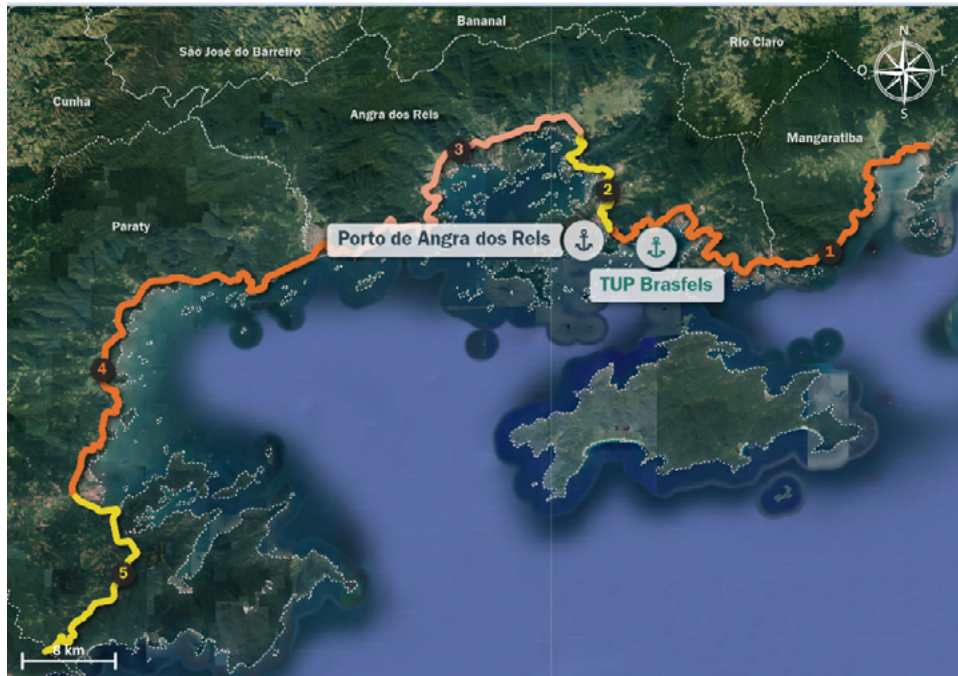 Bananal
São José do Barreiro
Rio Claro
N
O
L
S
Cunha
Angra dos Reis
Mangaratiba
3
2
Paraty
Porto de Angra dos Reis
1
TUP Brasfels
4
5
8 km